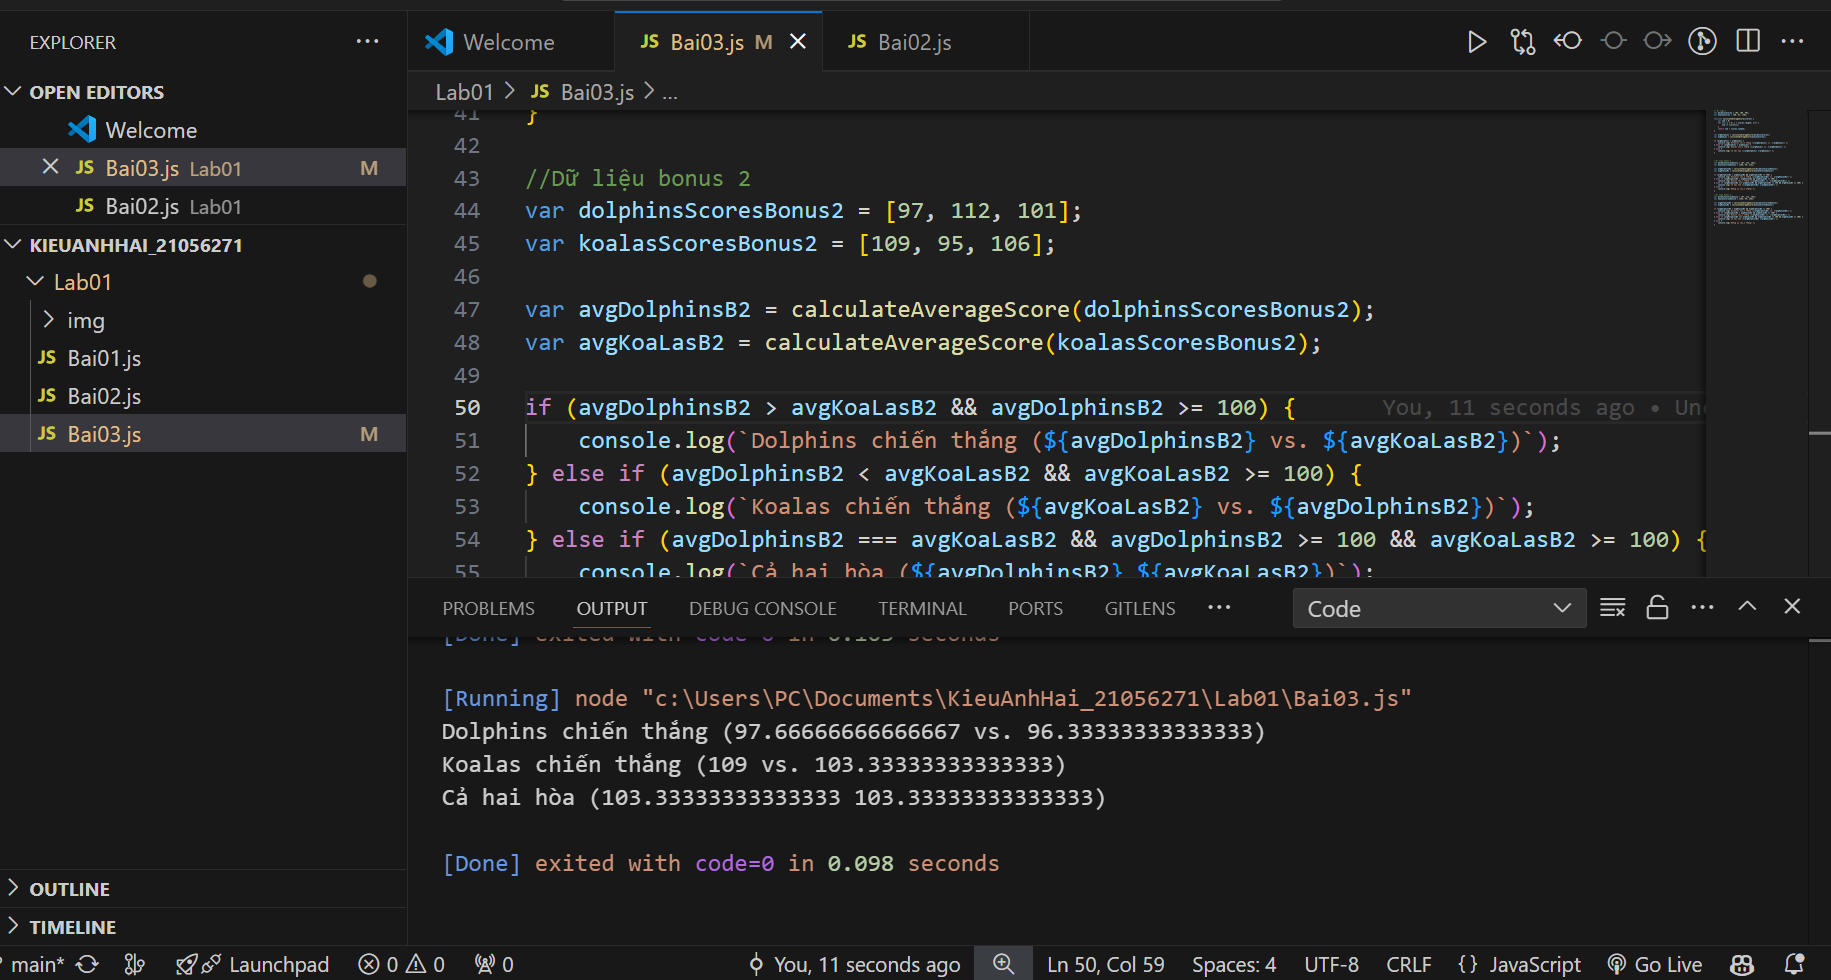 EXPLORER ···
Welcome
JS Bai03.js M
JS Bai02.js
OPEN EDITORS
Welcome
JS Bai03.js Lab01 M
JS Bai02.js Lab01
KIEUANHHAI_21056271
Lab01
img
JS Bai01.js
JS Bai02.js
JS Bai03.js M
OUTLINE
TIMELINE
Lab01 > JS Bai03.js > ...
41 }
42
43 //Dữ liệu bonus 2
44 var dolphinsScoresBonus2 = [97, 112, 101];
45 var koalasScoresBonus2 = [109, 95, 106];
46
47 var avgDolphinsB2 = calculateAverageScore(dolphinsScoresBonus2);
48 var avgKoaLasB2 = calculateAverageScore(koalasScoresBonus2);
49
50 if (avgDolphinsB2 > avgKoaLasB2 && avgDolphinsB2 >= 100) { You, 11 seconds ago •
51 console.log(`Dolphins chiến thắng (${avgDolphinsB2} vs. ${avgKoaLasB2})`);
52 } else if (avgDolphinsB2 < avgKoaLasB2 && avgKoaLasB2 >= 100) {
53 console.log(`Koalas chiến thắng (${avgKoaLasB2} vs. ${avgDolphinsB2})`);
54 } else if (avgDolphinsB2 === avgKoaLasB2 && avgDolphinsB2 >= 100 && avgKoaLasB2 >= 100) {
55 console.log(`Cả hai hòa (${avgDolphinsB2} ${avgKoaLasB2})`);
PROBLEMS OUTPUT DEBUG CONSOLE TERMINAL PORTS GITLENS ···
Code
[Done] exited with code=0 in 0.109 seconds
[Running] node "c:\Users\PC\Documents\KieuAnhHai_21056271\Lab01\Bai03.js"
Dolphins chiến thắng (97.66666666666667 vs. 96.33333333333333)
Koalas chiến thắng (109 vs. 103.33333333333333)
Cả hai hòa (103.33333333333333 103.33333333333333)
[Done] exited with code=0 in 0.098 seconds
main* Launchpad 0 0 0 You, 11 seconds ago Ln 50, Col 59 Spaces: 4 UTF-8 CRLF {} JavaScript Go Live